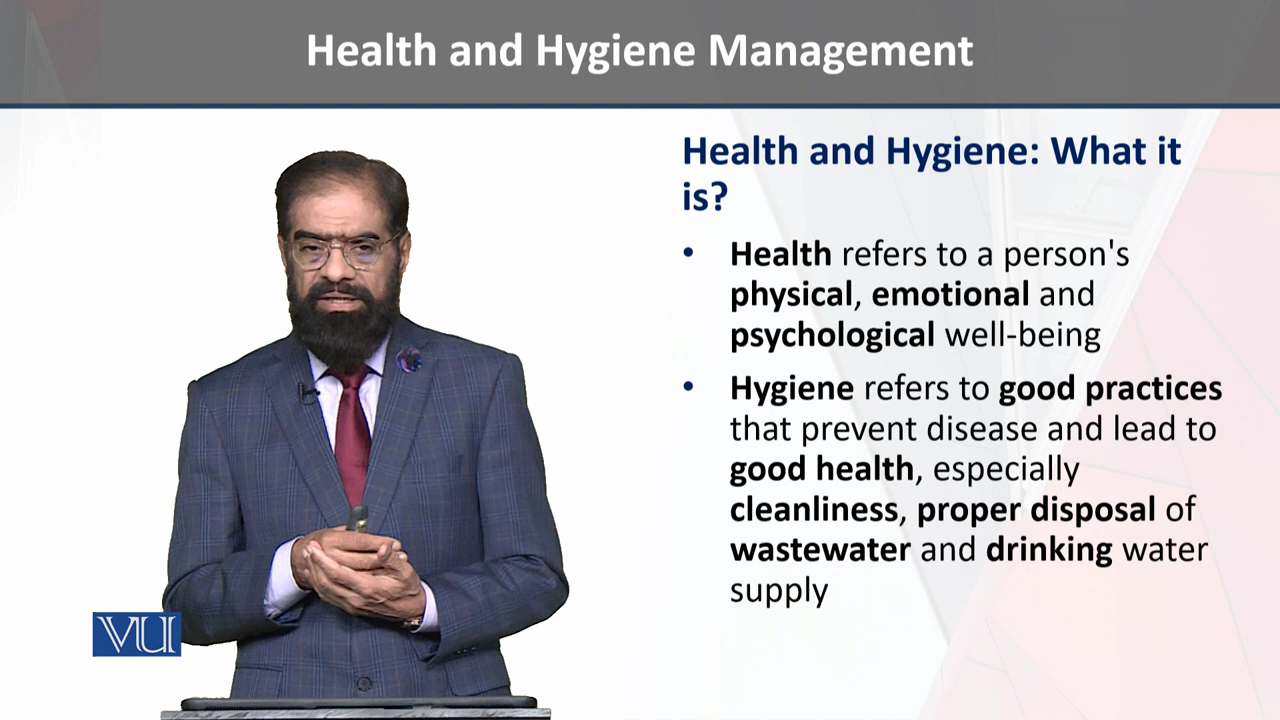 Health and Hygiene Management
Health and Hygiene: What it
is?
• Health refers to a person's
physical, emotional and
psychological well-being
• Hygiene refers to good practices
that prevent disease and lead to
good health, especially
cleanliness, proper disposal of
wastewater and drinking water
supply
VU